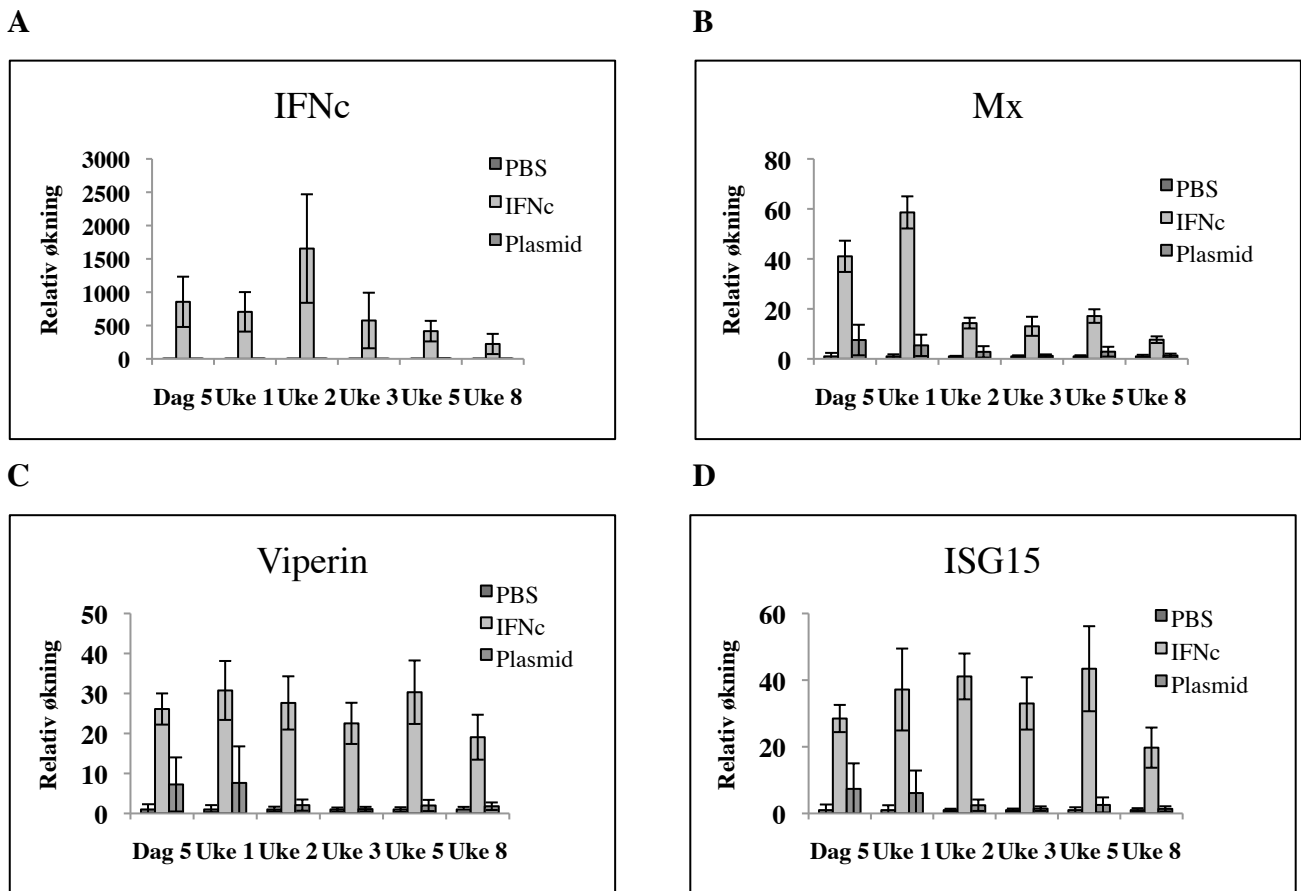 A
IFNc
Relativ økning
3000
2500
2000
1500
1000
500
0
PBS
IFNc
Plasmid
Dag 5 Uke 1 Uke 2 Uke 3 Uke 5 Uke 8
B
Mx
Relativ økning
80
60
40
20
0
PBS
IFNc
Plasmid
Dag 5 Uke 1 Uke 2 Uke 3 Uke 5 Uke 8
C
Viperin
Relativ økning
50
40
30
20
10
0
PBS
IFNc
Plasmid
Dag 5 Uke 1 Uke 2 Uke 3 Uke 5 Uke 8
D
ISG15
Relativ økning
60
40
20
0
PBS
IFNc
Plasmid
Dag 5 Uke 1 Uke 2 Uke 3 Uke 5 Uke 8